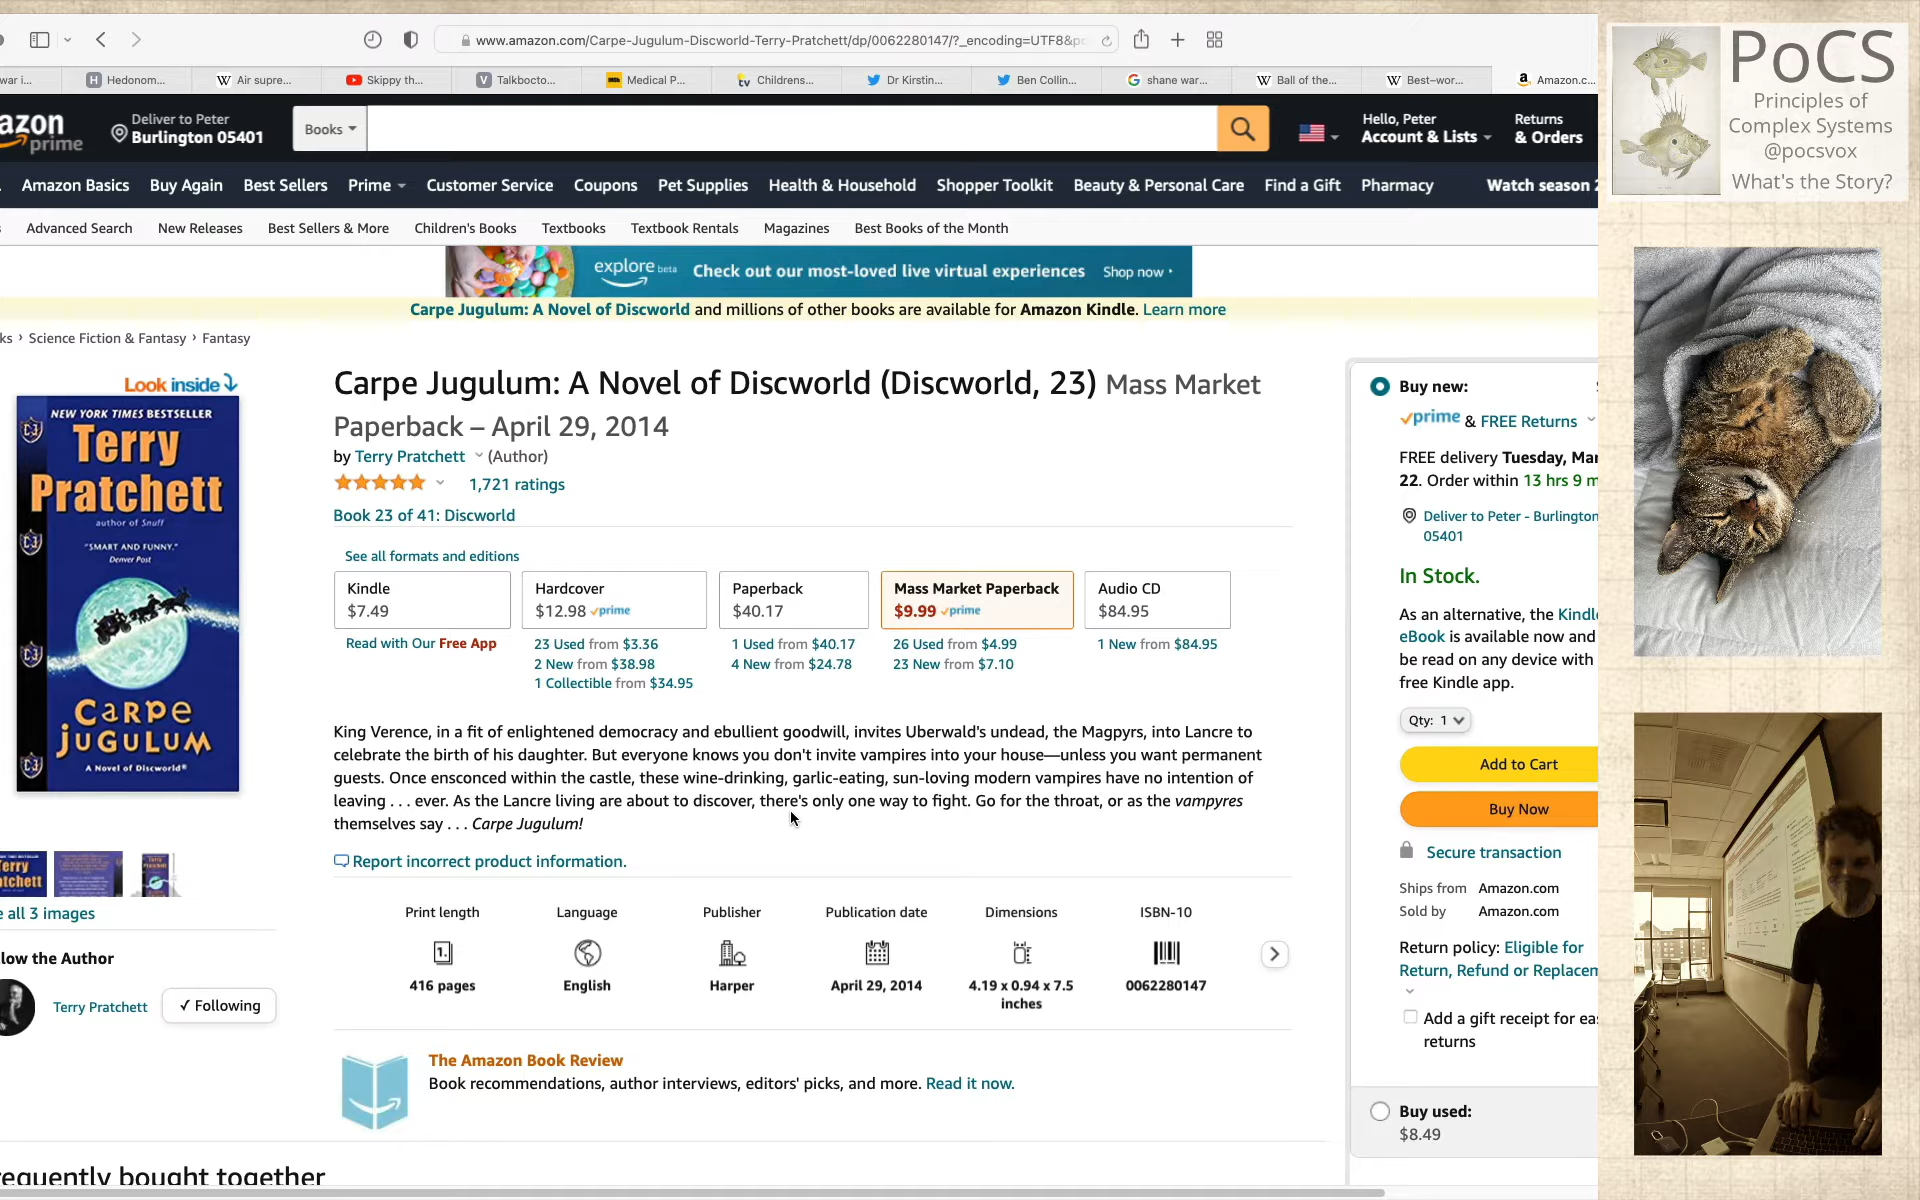 www.amazon.com/Carpe-Jugulum-Discworld-Terry-Pratchett/dp/0062280147/?_encoding=UTF8&p
war i...
Hedonom...
Air supre...
Skippy th...
Talkbocto...
Medical P...
Childrens...
Dr Kirstin...
Ben Collin...
shane war...
Ball of the...
Best-wor...
Amazon.c...
azon
prime
Deliver to Peter
Burlington 05401
Books
Hello, Peter
Account & Lists
Returns
& Orders
Amazon Basics
Buy Again
Best Sellers
Prime
Customer Service
Coupons
Pet Supplies
Health & Household
Shopper Toolkit
Beauty & Personal Care
Find a Gift
Pharmacy
Watch season 2
Advanced Search
New Releases
Best Sellers & More
Children's Books
Textbooks
Textbook Rentals
Magazines
Best Books of the Month
explore beta
Check out our most-loved live virtual experiences
Shop now
Carpe Jugulum: A Novel of Discworld and millions of other books are available for Amazon Kindle. Learn more
ks › Science Fiction & Fantasy › Fantasy
Look inside
NEW YORK TIMES BESTSELLER
Terry
Pratchett
author of Snuff
"SMART AND FUNNY."
Denver Post
CARPE
JUGULUM
A Novel of Discworld®
e all 3 images
low the Author
Terry Pratchett
✓ Following
Carpe Jugulum: A Novel of Discworld (Discworld, 23) Mass Market
Paperback – April 29, 2014
by Terry Pratchett (Author)
1,721 ratings
Book 23 of 41: Discworld
See all formats and editions
Kindle
$7.49
Read with Our Free App
Hardcover
$12.98 prime
23 Used from $3.36
2 New from $38.98
1 Collectible from $34.95
Paperback
$40.17
1 Used from $40.17
4 New from $24.78
Mass Market Paperback
$9.99 prime
26 Used from $4.99
23 New from $7.10
Audio CD
$84.95
1 New from $84.95
King Verence, in a fit of enlightened democracy and ebullient goodwill, invites Uberwald's undead, the Magpyrs, into Lancre to
celebrate the birth of his daughter. But everyone knows you don't invite vampires into your house—unless you want permanent
guests. Once ensconced within the castle, these wine-drinking, garlic-eating, sun-loving modern vampires have no intention of
leaving . . . ever. As the Lancre living are about to discover, there's only one way to fight. Go for the throat, or as the vampyres
themselves say . . . Carpe Jugulum!
Report incorrect product information.
Print length
416 pages
Language
English
Publisher
Harper
Publication date
April 29, 2014
Dimensions
4.19 x 0.94 x 7.5
inches
ISBN-10
0062280147
The Amazon Book Review
Book recommendations, author interviews, editors' picks, and more. Read it now.
equently bought together
Buy new:
prime & FREE Returns
FREE delivery Tuesday, Mar
22. Order within 13 hrs 9 m
Deliver to Peter - Burlington
05401
In Stock.
As an alternative, the Kindle
eBook is available now and
be read on any device with
free Kindle app.
Qty: 1
Add to Cart
Buy Now
Secure transaction
Ships from Amazon.com
Sold by Amazon.com
Return policy: Eligible for
Return, Refund or Replacem
Add a gift receipt for ea
returns
Buy used:
$8.49
PoCS
Principles of
Complex Systems
@pocsvox
What's the Story?